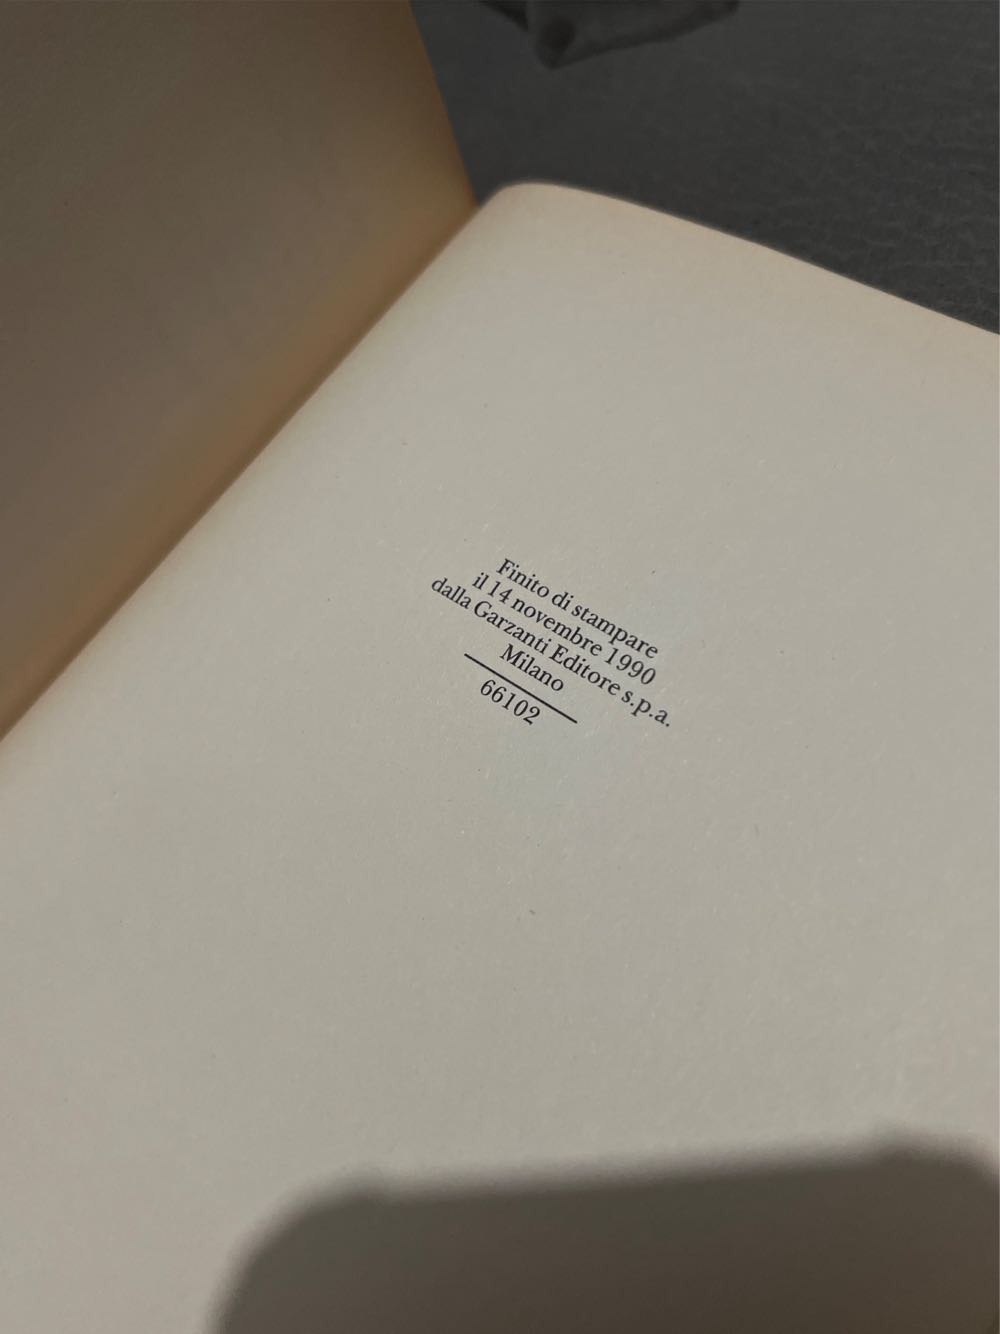 Finito di stampare
il 14 novembre 1990
dalla Garzanti Editore s.p.a.
Milano
66102